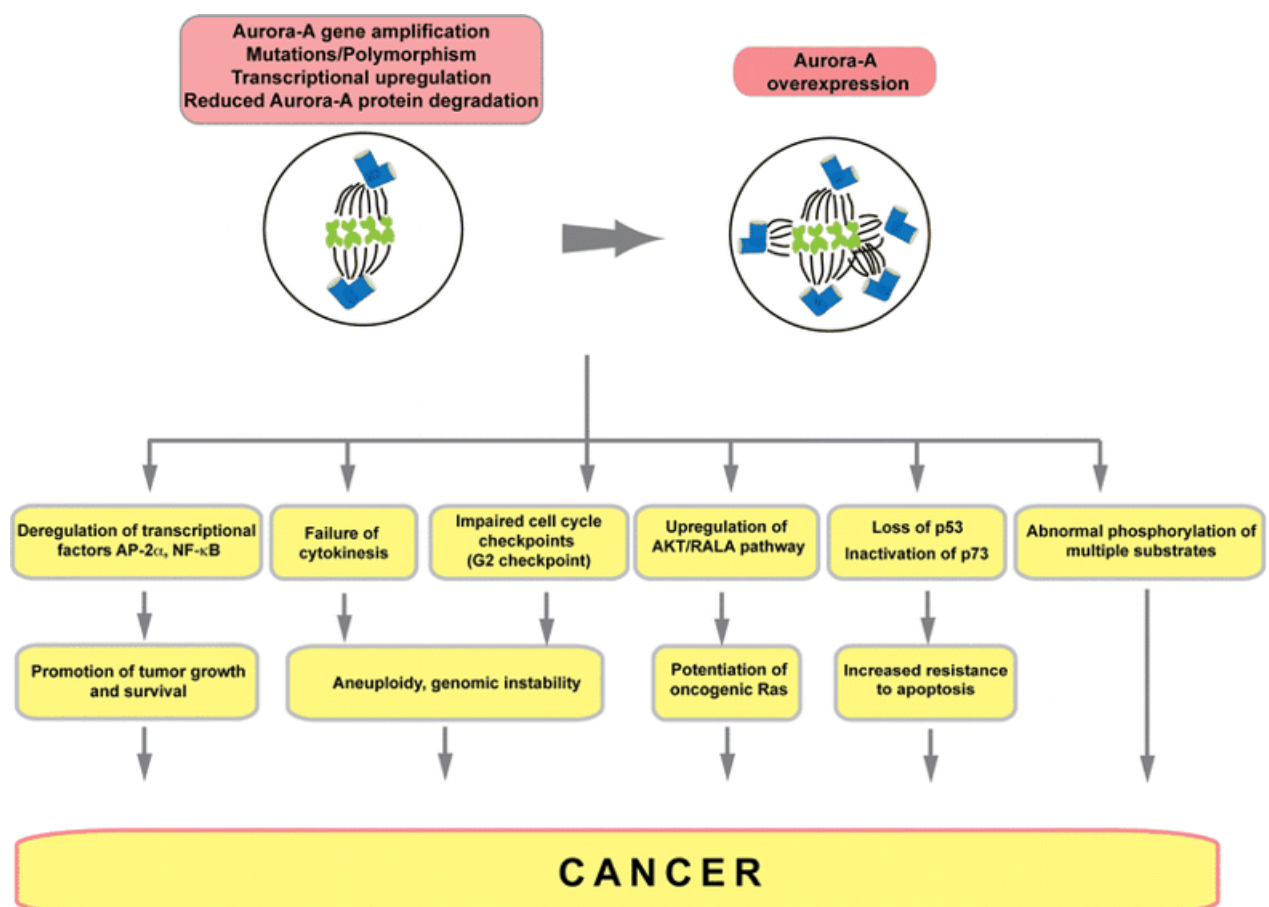 Aurora-A gene amplification
Mutations/Polymorphism
Transcriptional upregulation
Reduced Aurora-A protein degradation
Aurora-A
overexpression
Deregulation of transcriptional
factors AP-2α, NF-κB
Failure of
cytokinesis
Impaired cell cycle
checkpoints
(G2 checkpoint)
Upregulation of
AKT/RALA pathway
Loss of p53
Inactivation of p73
Abnormal phosphorylation of
multiple substrates
Promotion of tumor growth
and survival
Aneuploidy, genomic instability
Potentiation of
oncogenic Ras
Increased resistance
to apoptosis
CANCER